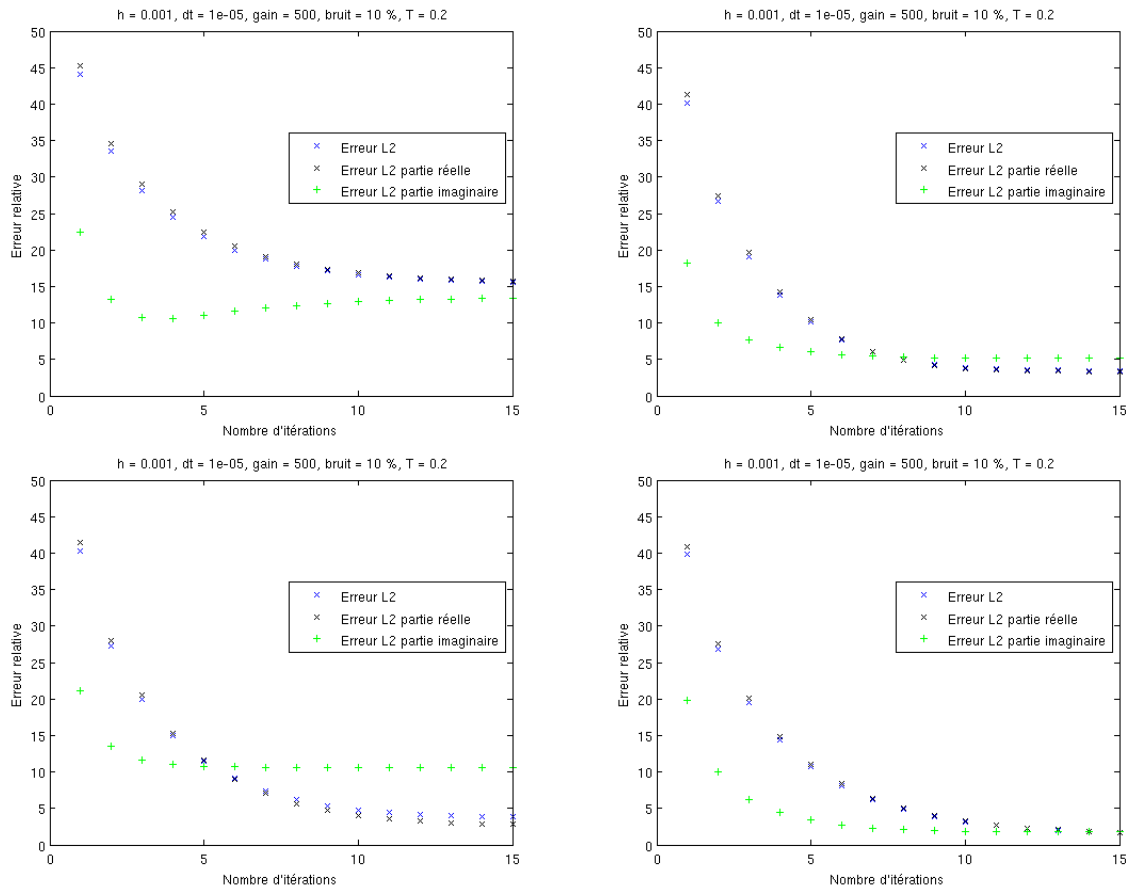 h = 0.001, dt = 1e-05, gain = 500, bruit = 10 %, T = 0.2
50
45
40
35
30
25
20
15
10
5
0
Erreur relative
Erreur L2
Erreur L2 partie réelle
Erreur L2 partie imaginaire
0
5
10
15
Nombre d'itérations
h = 0.001, dt = 1e-05, gain = 500, bruit = 10 %, T = 0.2
50
45
40
35
30
25
20
15
10
5
0
Erreur relative
Erreur L2
Erreur L2 partie réelle
Erreur L2 partie imaginaire
0
5
10
15
Nombre d'itérations
h = 0.001, dt = 1e-05, gain = 500, bruit = 10 %, T = 0.2
50
45
40
35
30
25
20
15
10
5
0
Erreur relative
Erreur L2
Erreur L2 partie réelle
Erreur L2 partie imaginaire
0
5
10
15
Nombre d'itérations
h = 0.001, dt = 1e-05, gain = 500, bruit = 10 %, T = 0.2
50
45
40
35
30
25
20
15
10
5
0
Erreur relative
Erreur L2
Erreur L2 partie réelle
Erreur L2 partie imaginaire
0
5
10
15
Nombre d'itérations